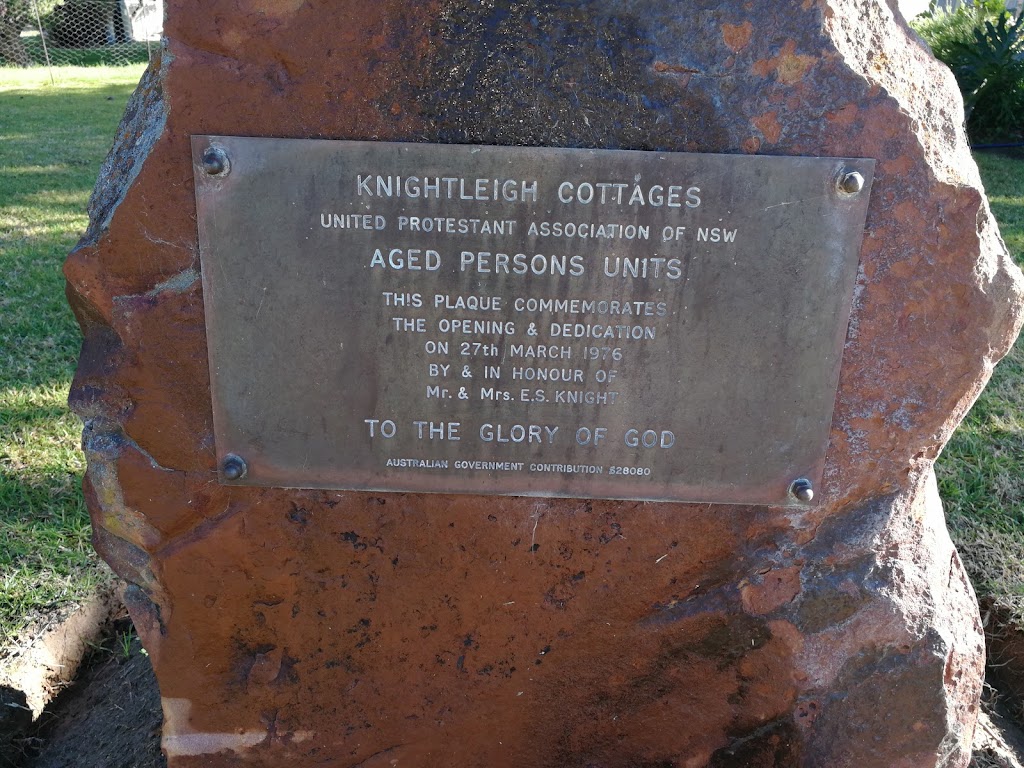 KNIGHTLEIGH COTTAGES
UNITED PROTESTANT ASSOCIATION OF NSW
AGED PERSONS UNITS
THIS PLAQUE COMMEMORATES
THE OPENING & DEDICATION
ON 27th MARCH 1976
BY & IN HONOUR OF
Mr. & Mrs. E.S. KNIGHT
TO THE GLORY OF GOD
AUSTRALIAN GOVERNMENT CONTRIBUTION $28080